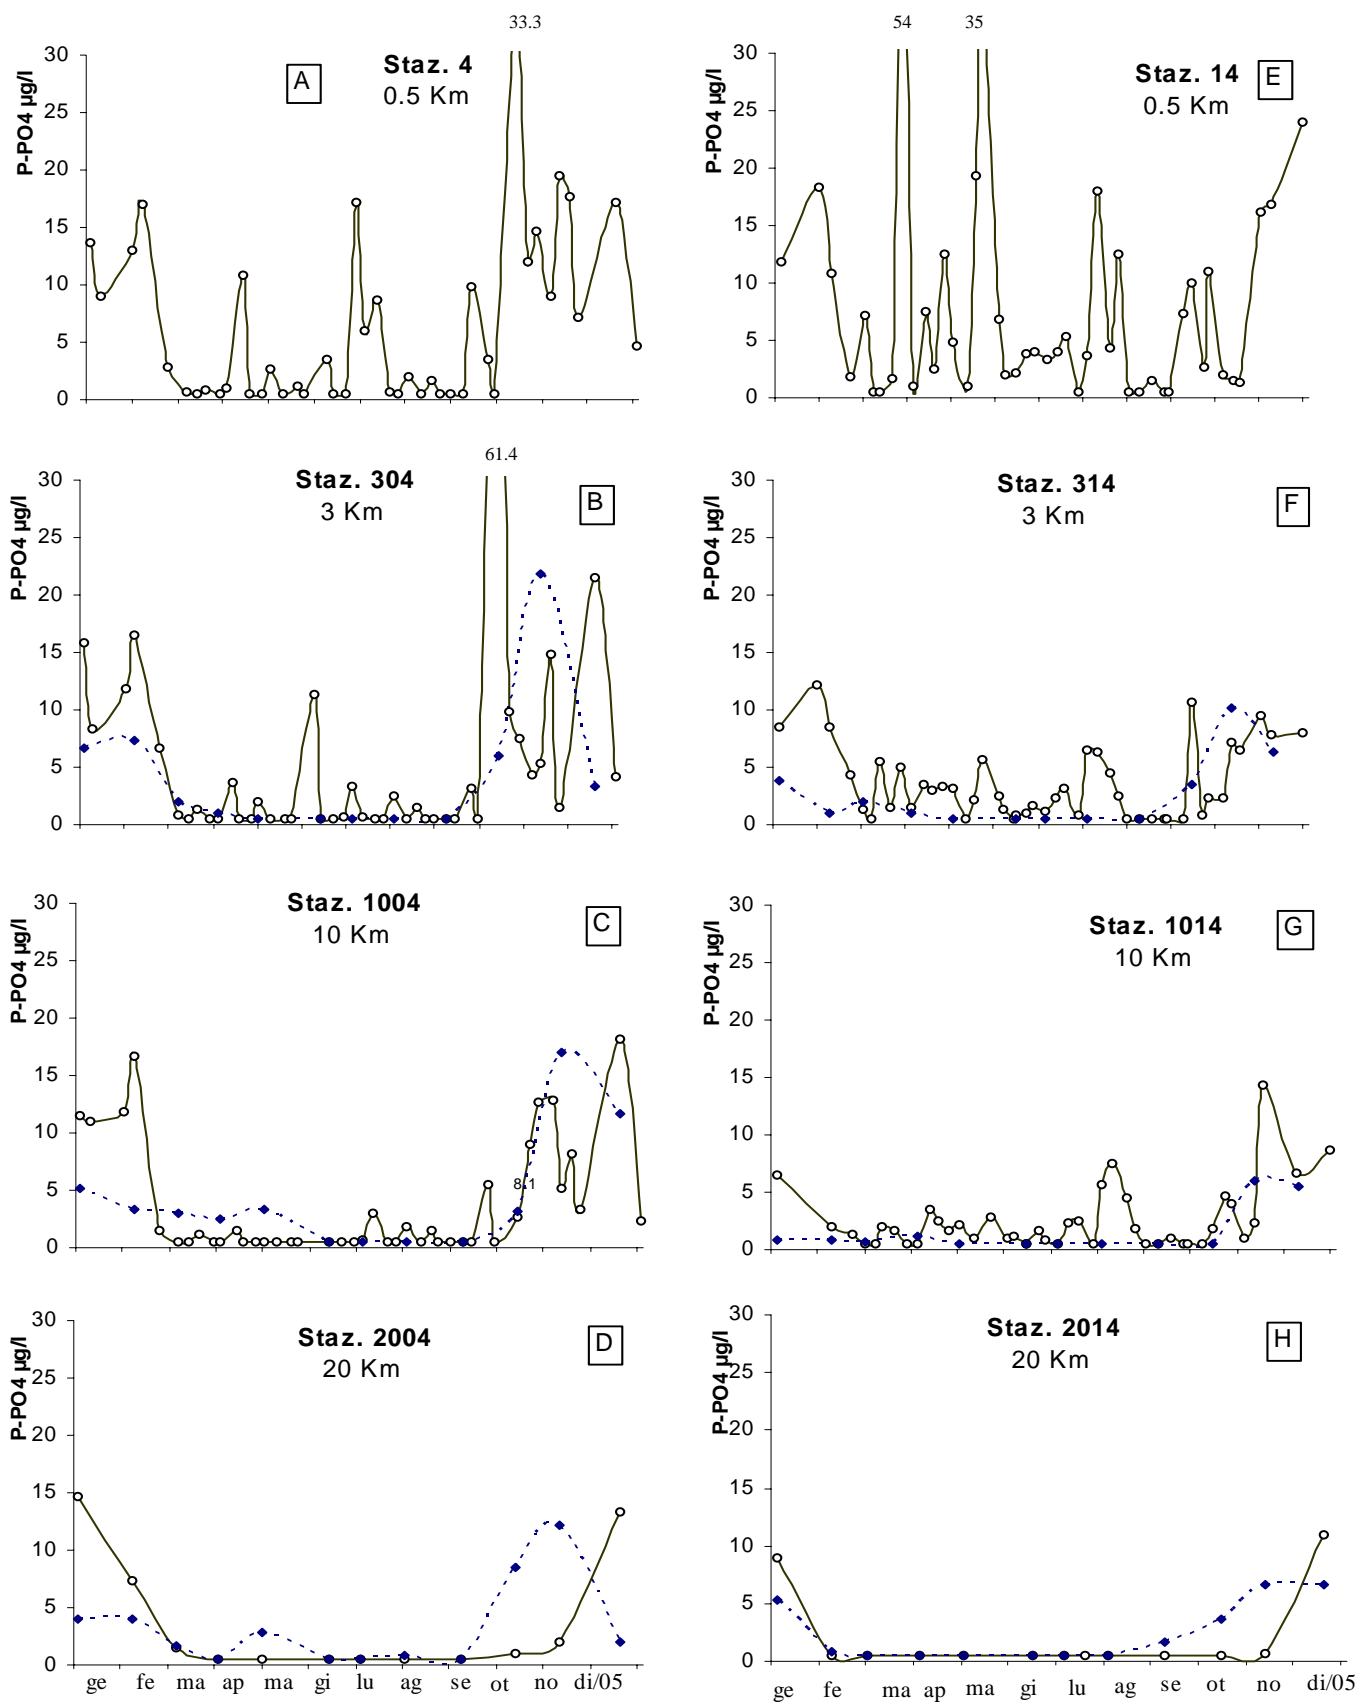 33.3
54 35
30
25
20
15
10
5
0
P-PO4 µg/l
A
Staz. 4
0.5 Km
30
25
20
15
10
5
0
P-PO4 µg/l
Staz. 14
0.5 Km
E
61.4
30
25
20
15
10
5
0
P-PO4 µg/l
Staz. 304
3 Km
B
30
25
20
15
10
5
0
P-PO4 µg/l
Staz. 314
3 Km
F
30
25
20
15
10
5
0
P-PO4 µg/l
Staz. 1004
10 Km
C
8.1
30
25
20
15
10
5
0
P-PO4 µg/l
Staz. 1014
10 Km
G
30
25
20
15
10
5
0
P-PO4 µg/l
Staz. 2004
20 Km
D
ge fe ma ap ma gi lu ag se ot no di/05
30
25
20
15
10
5
0
P-PO4 µg/l
Staz. 2014
20 Km
H
ge fe ma ap ma gi lu ag se ot no di/05